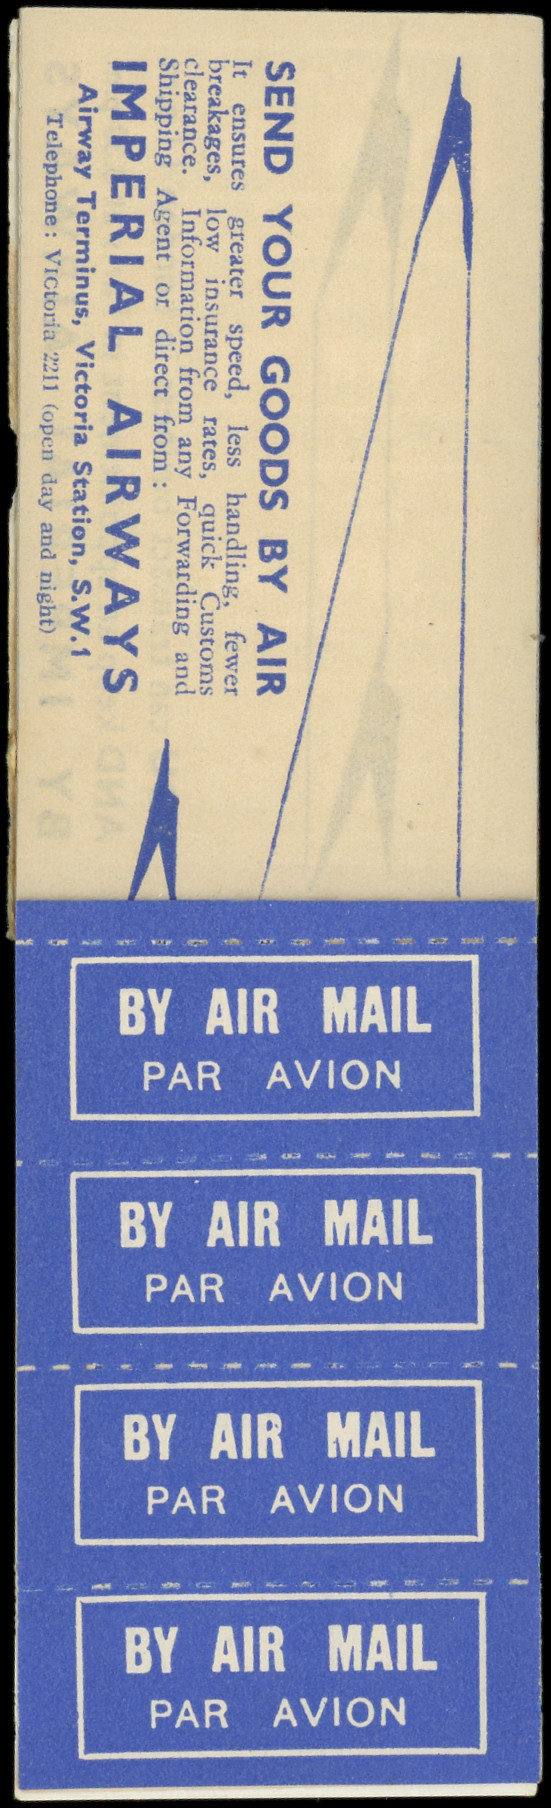 SEND YOUR GOODS BY AIR
It ensures greater speed, less handling, fewer
breakages, low insurance rates, quick Customs
clearance. Information from any Forwarding and
Shipping Agent or direct from:
IMPERIAL AIRWAYS
Airway Terminus, Victoria Station, S.W.1
Telephone: VICtoria 2211 (open day and night)
BY AIR MAIL
PAR AVION
BY AIR MAIL
PAR AVION
BY AIR MAIL
PAR AVION
BY AIR MAIL
PAR AVION